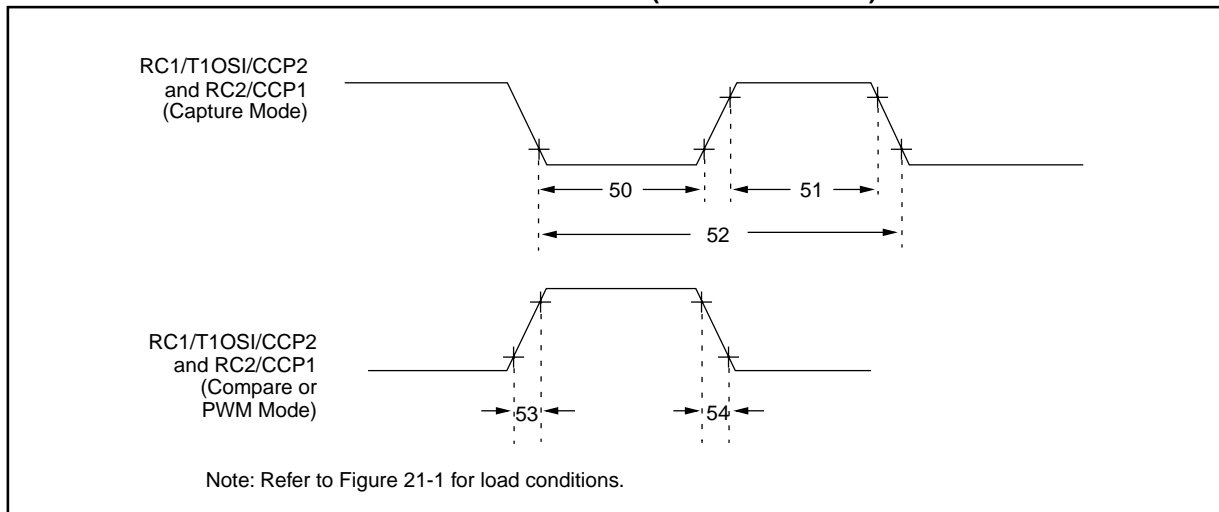 RC1/T1OSI/CCP2
and RC2/CCP1
(Capture Mode)
50
51
52
RC1/T1OSI/CCP2
and RC2/CCP1
(Compare or
PWM Mode)
53
54
Note: Refer to Figure 21-1 for load conditions.